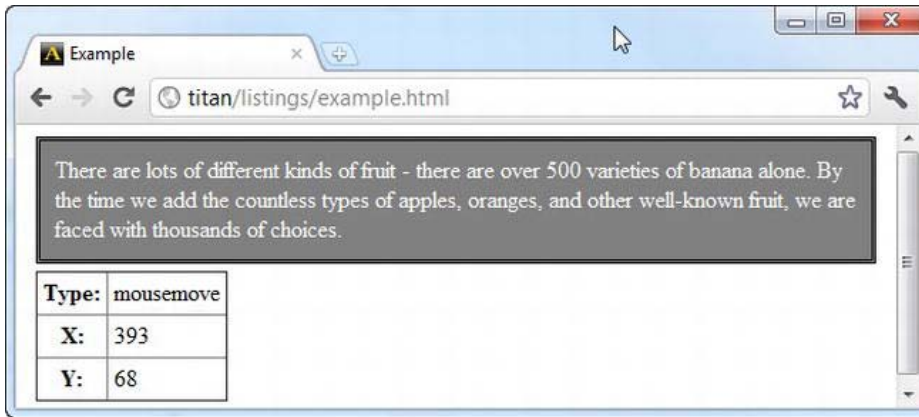 Example
titan/listings/example.html
There are lots of different kinds of fruit - there are over 500 varieties of banana alone. By
the time we add the countless types of apples, oranges, and other well-known fruit, we are
faced with thousands of choices.
Type: mousemove
X: 393
Y: 68